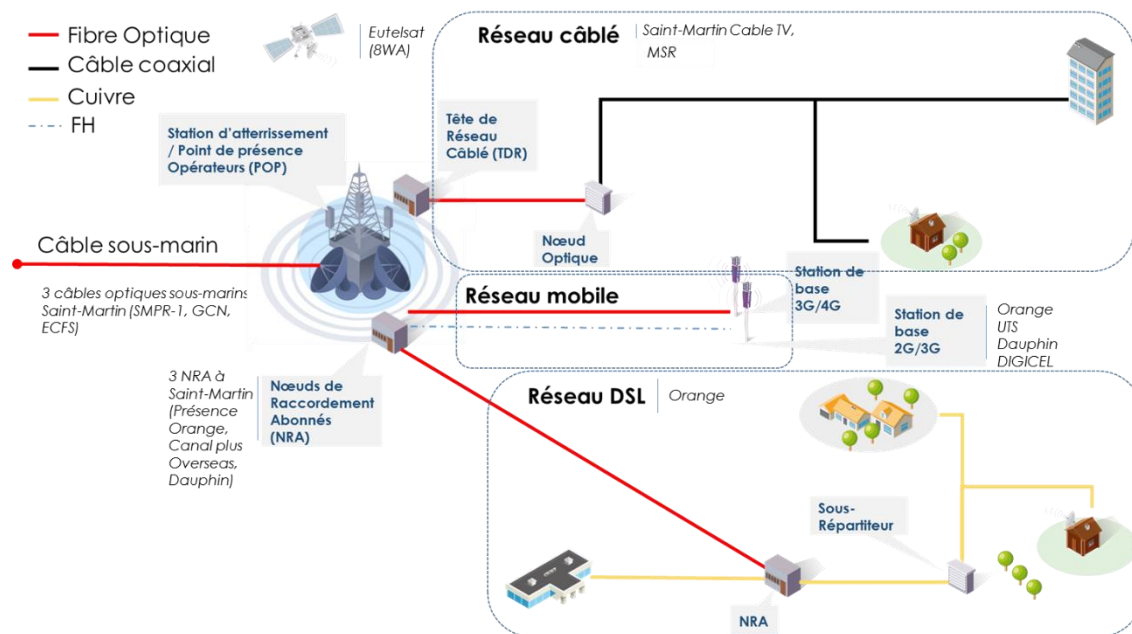 Fibre Optique
Câble coaxial
Cuivre
FH
Eutelsat
(8WA)
Réseau câblé
Saint-Martin Cable TV,
MSR
Station d'atterrissement
/ Point de présence
Opérateurs (POP)
Tête de
Réseau
Câblé (TDR)
Nœud
Optique
Câble sous-marin
3 câbles optiques sous-marins
Saint-Martin (SMPR-1, GCN,
ECFS)
Réseau mobile
Station de
base
3G/4G
Station de
base
2G/3G
Orange
UTS
Dauphin
DIGICEL
3 NRA à
Saint-Martin
(Présence
Orange,
Canal plus
Overseas,
Dauphin)
Nœuds de
Raccordement
Abonnés
(NRA)
Réseau DSL
Orange
Sous-
Répartiteur
NRA